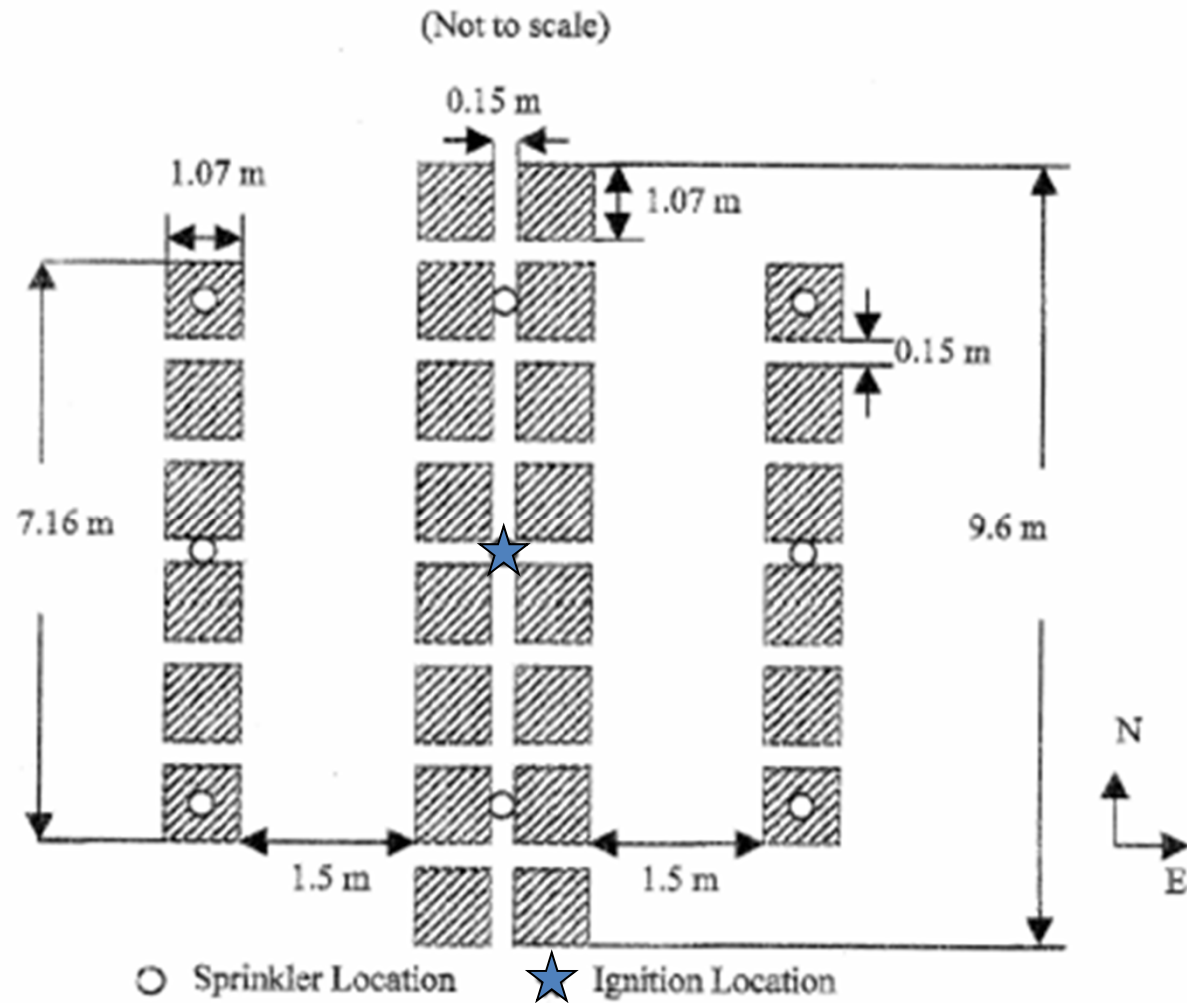 (Not to scale)
0.15 m
1.07 m
1.07 m
0.15 m
7.16 m
9.6 m
N
1.5 m
1.5 m
E
Sprinkler Location
Ignition Location